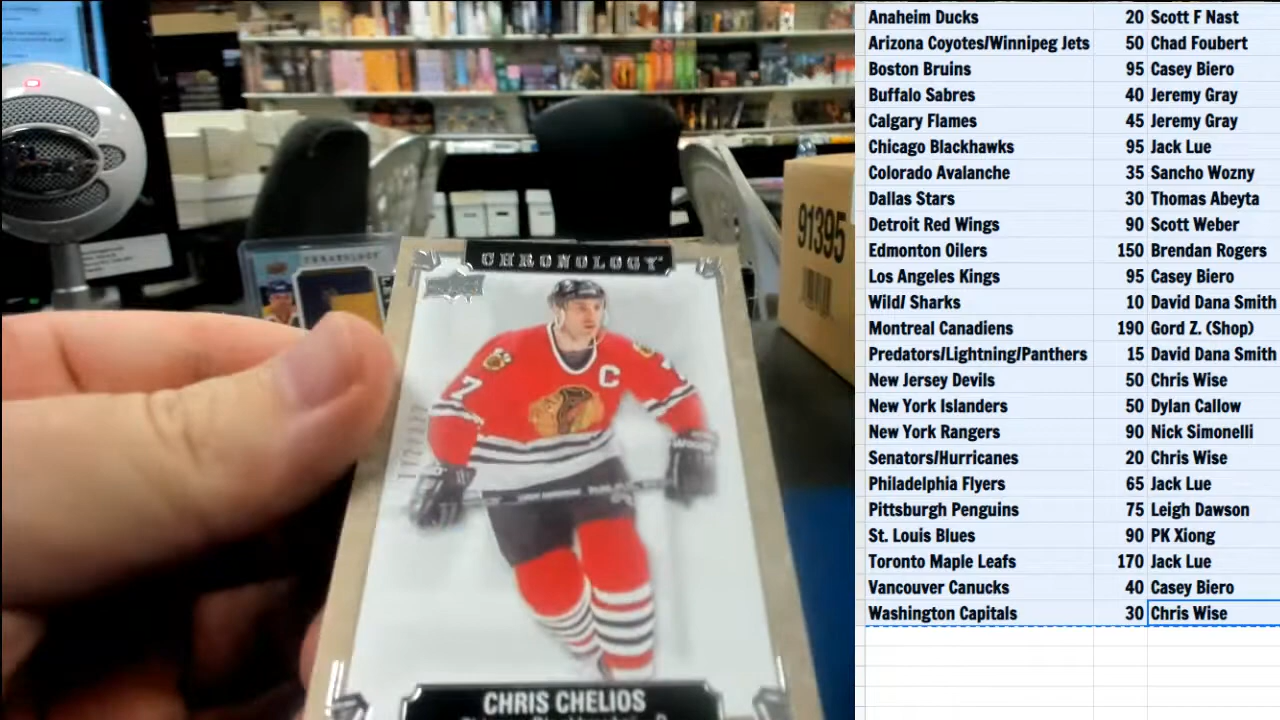 CHRONOLOGY
C
7
CHRIS CHELIOS
91395
Anaheim Ducks 20 Scott F Nast
Arizona Coyotes/Winnipeg Jets 50 Chad Foubert
Boston Bruins 95 Casey Biero
Buffalo Sabres 40 Jeremy Gray
Calgary Flames 45 Jeremy Gray
Chicago Blackhawks 95 Jack Lue
Colorado Avalanche 35 Sancho Wozny
Dallas Stars 30 Thomas Abeyta
Detroit Red Wings 90 Scott Weber
Edmonton Oilers 150 Brendan Rogers
Los Angeles Kings 95 Casey Biero
Wild/ Sharks 10 David Dana Smith
Montreal Canadiens 190 Gord Z. (Shop)
Predators/Lightning/Panthers 15 David Dana Smith
New Jersey Devils 50 Chris Wise
New York Islanders 50 Dylan Callow
New York Rangers 90 Nick Simonelli
Senators/Hurricanes 20 Chris Wise
Philadelphia Flyers 65 Jack Lue
Pittsburgh Penguins 75 Leigh Dawson
St. Louis Blues 90 PK Xiong
Toronto Maple Leafs 170 Jack Lue
Vancouver Canucks 40 Casey Biero
Washington Capitals 30 Chris Wise